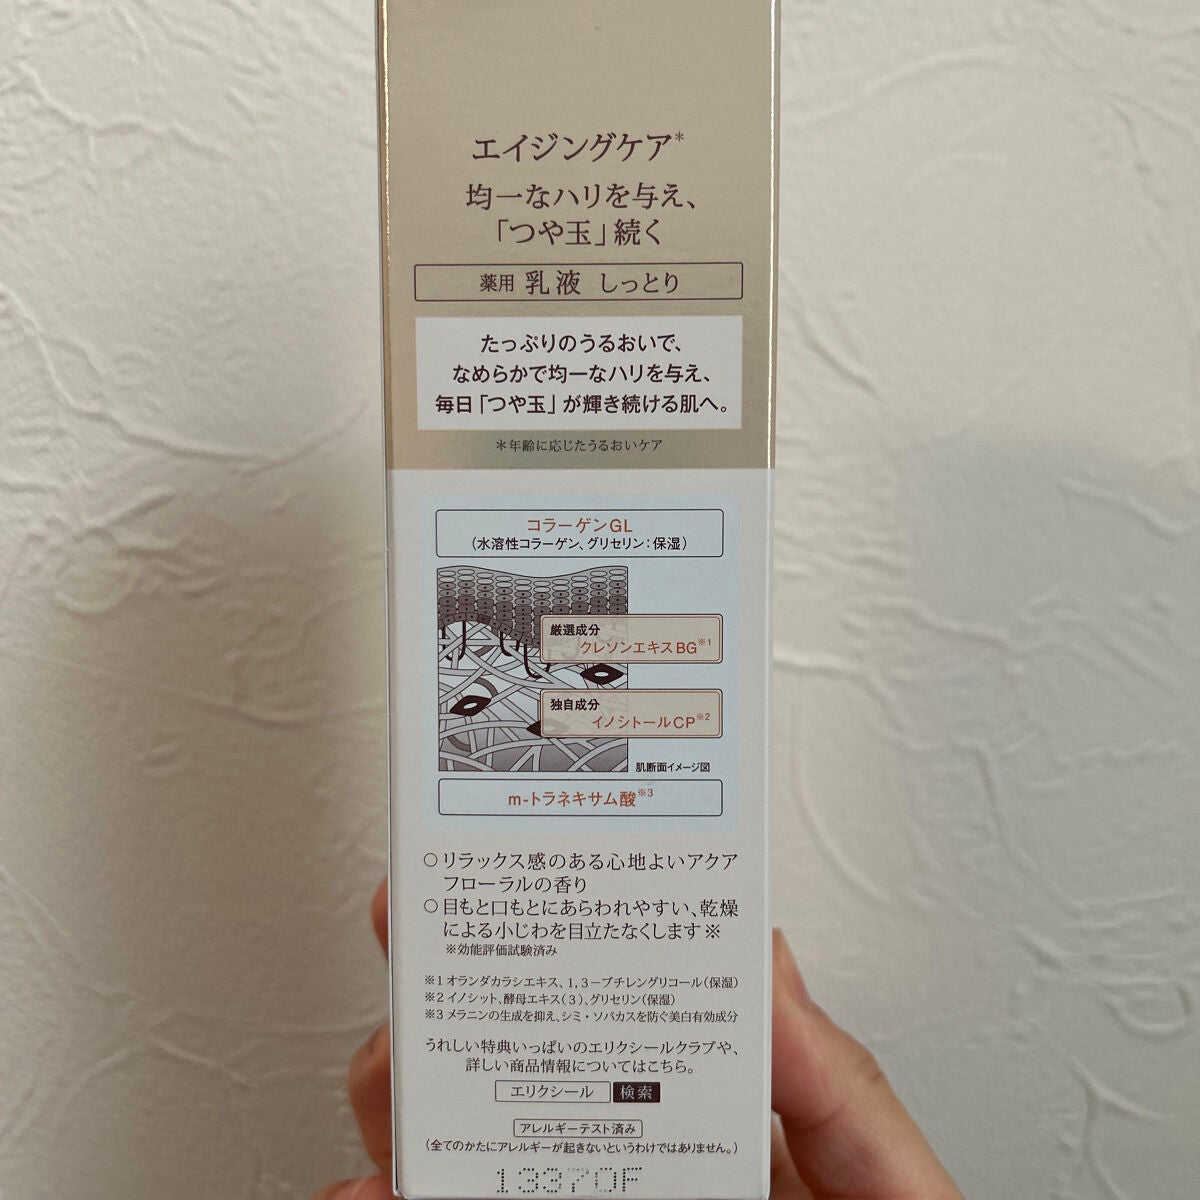 エイジングケア*
均一なハリを与え、
「つや玉」続く
薬用 乳液 しっとり
たっぷりのうるおいで、
なめらかで均一なハリを与え、
毎日「つや玉」が輝き続ける肌へ。
*年齢に応じたうるおいケア
コラーゲンGL
(水溶性コラーゲン、グリセリン:保湿)
厳選成分
クレソンエキスBG※1
独自成分
イノシトールCP※2
肌断面イメージ図
m-トラネキサム酸※3
○リラックス感のある心地よいアクア
フローラルの香り
○目もと口もとにあらわれやすい、乾燥
による小じわを目立たなくします※
※効能評価試験済み
※1 オランダカラシエキス、1,3-ブチレングリコール(保湿)
※2 イノシット、酵母エキス(3)、グリセリン(保湿)
※3 メラニンの生成を抑え、シミ・ソバカスを防ぐ美白有効成分
うれしい特典いっぱいのエリクシールクラブや、
詳しい商品情報についてはこちら。
エリクシール 検索
アレルギーテスト済み
(全てのかたにアレルギーが起きないというわけではありません。)
13370F